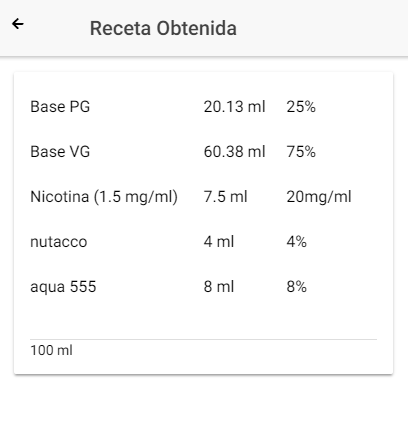 Receta Obtenida
Base PG 20.13 ml 25%
Base VG 60.38 ml 75%
Nicotina (1.5 mg/ml) 7.5 ml 20mg/ml
nutacco 4 ml 4%
aqua 555 8 ml 8%
100 ml